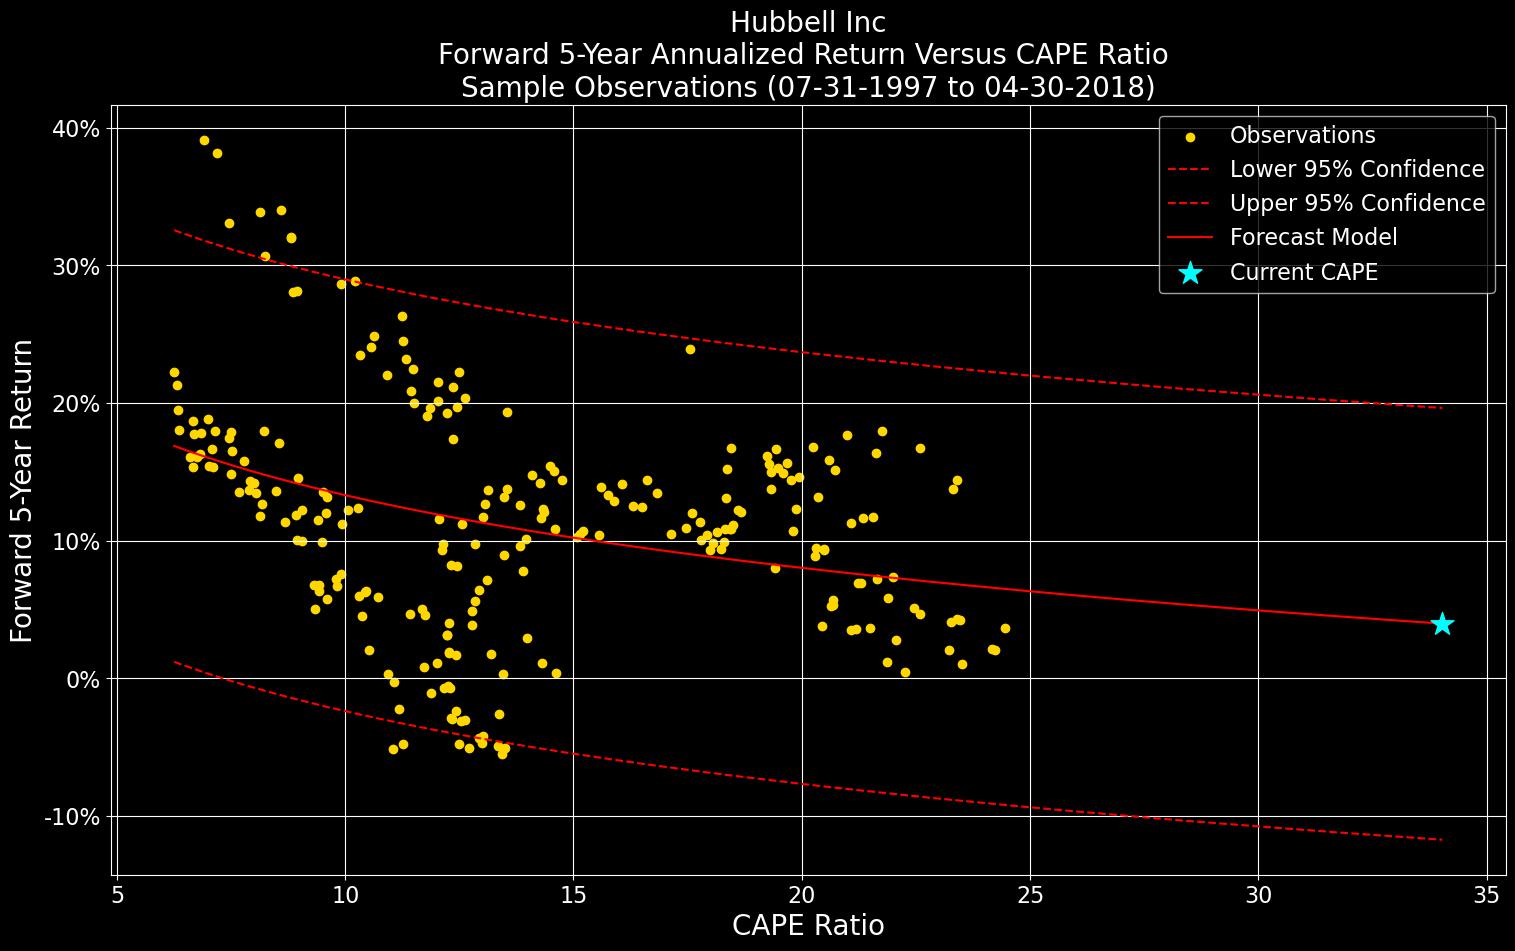 Hubbell Inc
Forward 5-Year Annualized Return Versus CAPE Ratio
Sample Observations (07-31-1997 to 04-30-2018)
Observations
Lower 95% Confidence
Upper 95% Confidence
Forecast Model
Current CAPE
Forward 5-Year Return
40%
30%
20%
10%
0%
-10%
5 10 15 20 25 30 35
CAPE Ratio